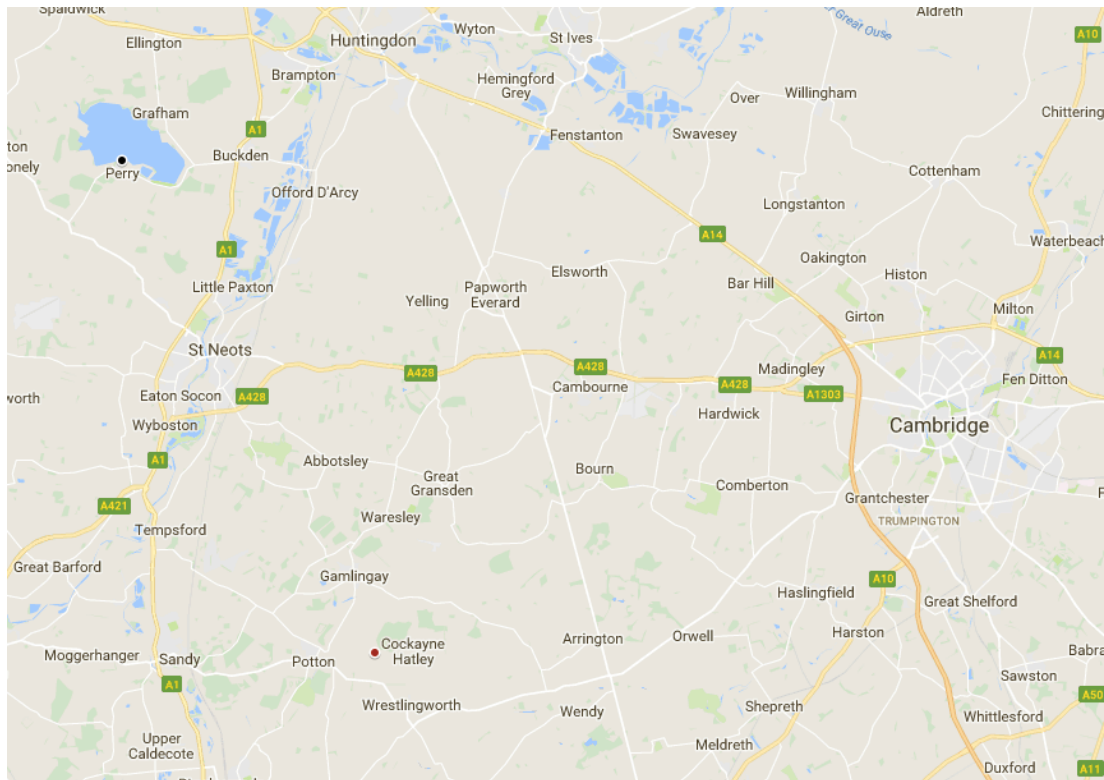 Spaldwick
Ellington
Huntingdon
Wyton
St Ives
Great Ouse
Aldreth
A10
Brampton
Hemingford
Grey
Over
Willingham
Grafham
A1
Fenstanton
Swavesey
Chittering
ton
onely
Perry
Buckden
Offord D'Arcy
Cottenham
Longstanton
A14
A1
Waterbeach
Oakington
Elsworth
Histon
Little Paxton
Yelling
Papworth
Everard
Bar Hill
Girton
Milton
St Neots
A428
A428
Madingley
A14
Fen Ditton
Cambourne
A428
A1303
worth
Eaton Socon
A428
Hardwick
Wyboston
Cambridge
A1
Abbotsley
Great
Gransden
Bourn
Comberton
Grantchester
F
A421
Tempsford
Waresley
TRUMPINGTON
Great Barford
Gamlingay
A10
Haslingfield
Great Shelford
Cockayne
Hatley
Arrington
Orwell
Harston
Moggerhanger
Sandy
Potton
Babra
Sawston
A1
Wrestlingworth
Wendy
Shepreth
A50
Whittlesford
Upper
Caldecote
Meldreth
Duxford
A11